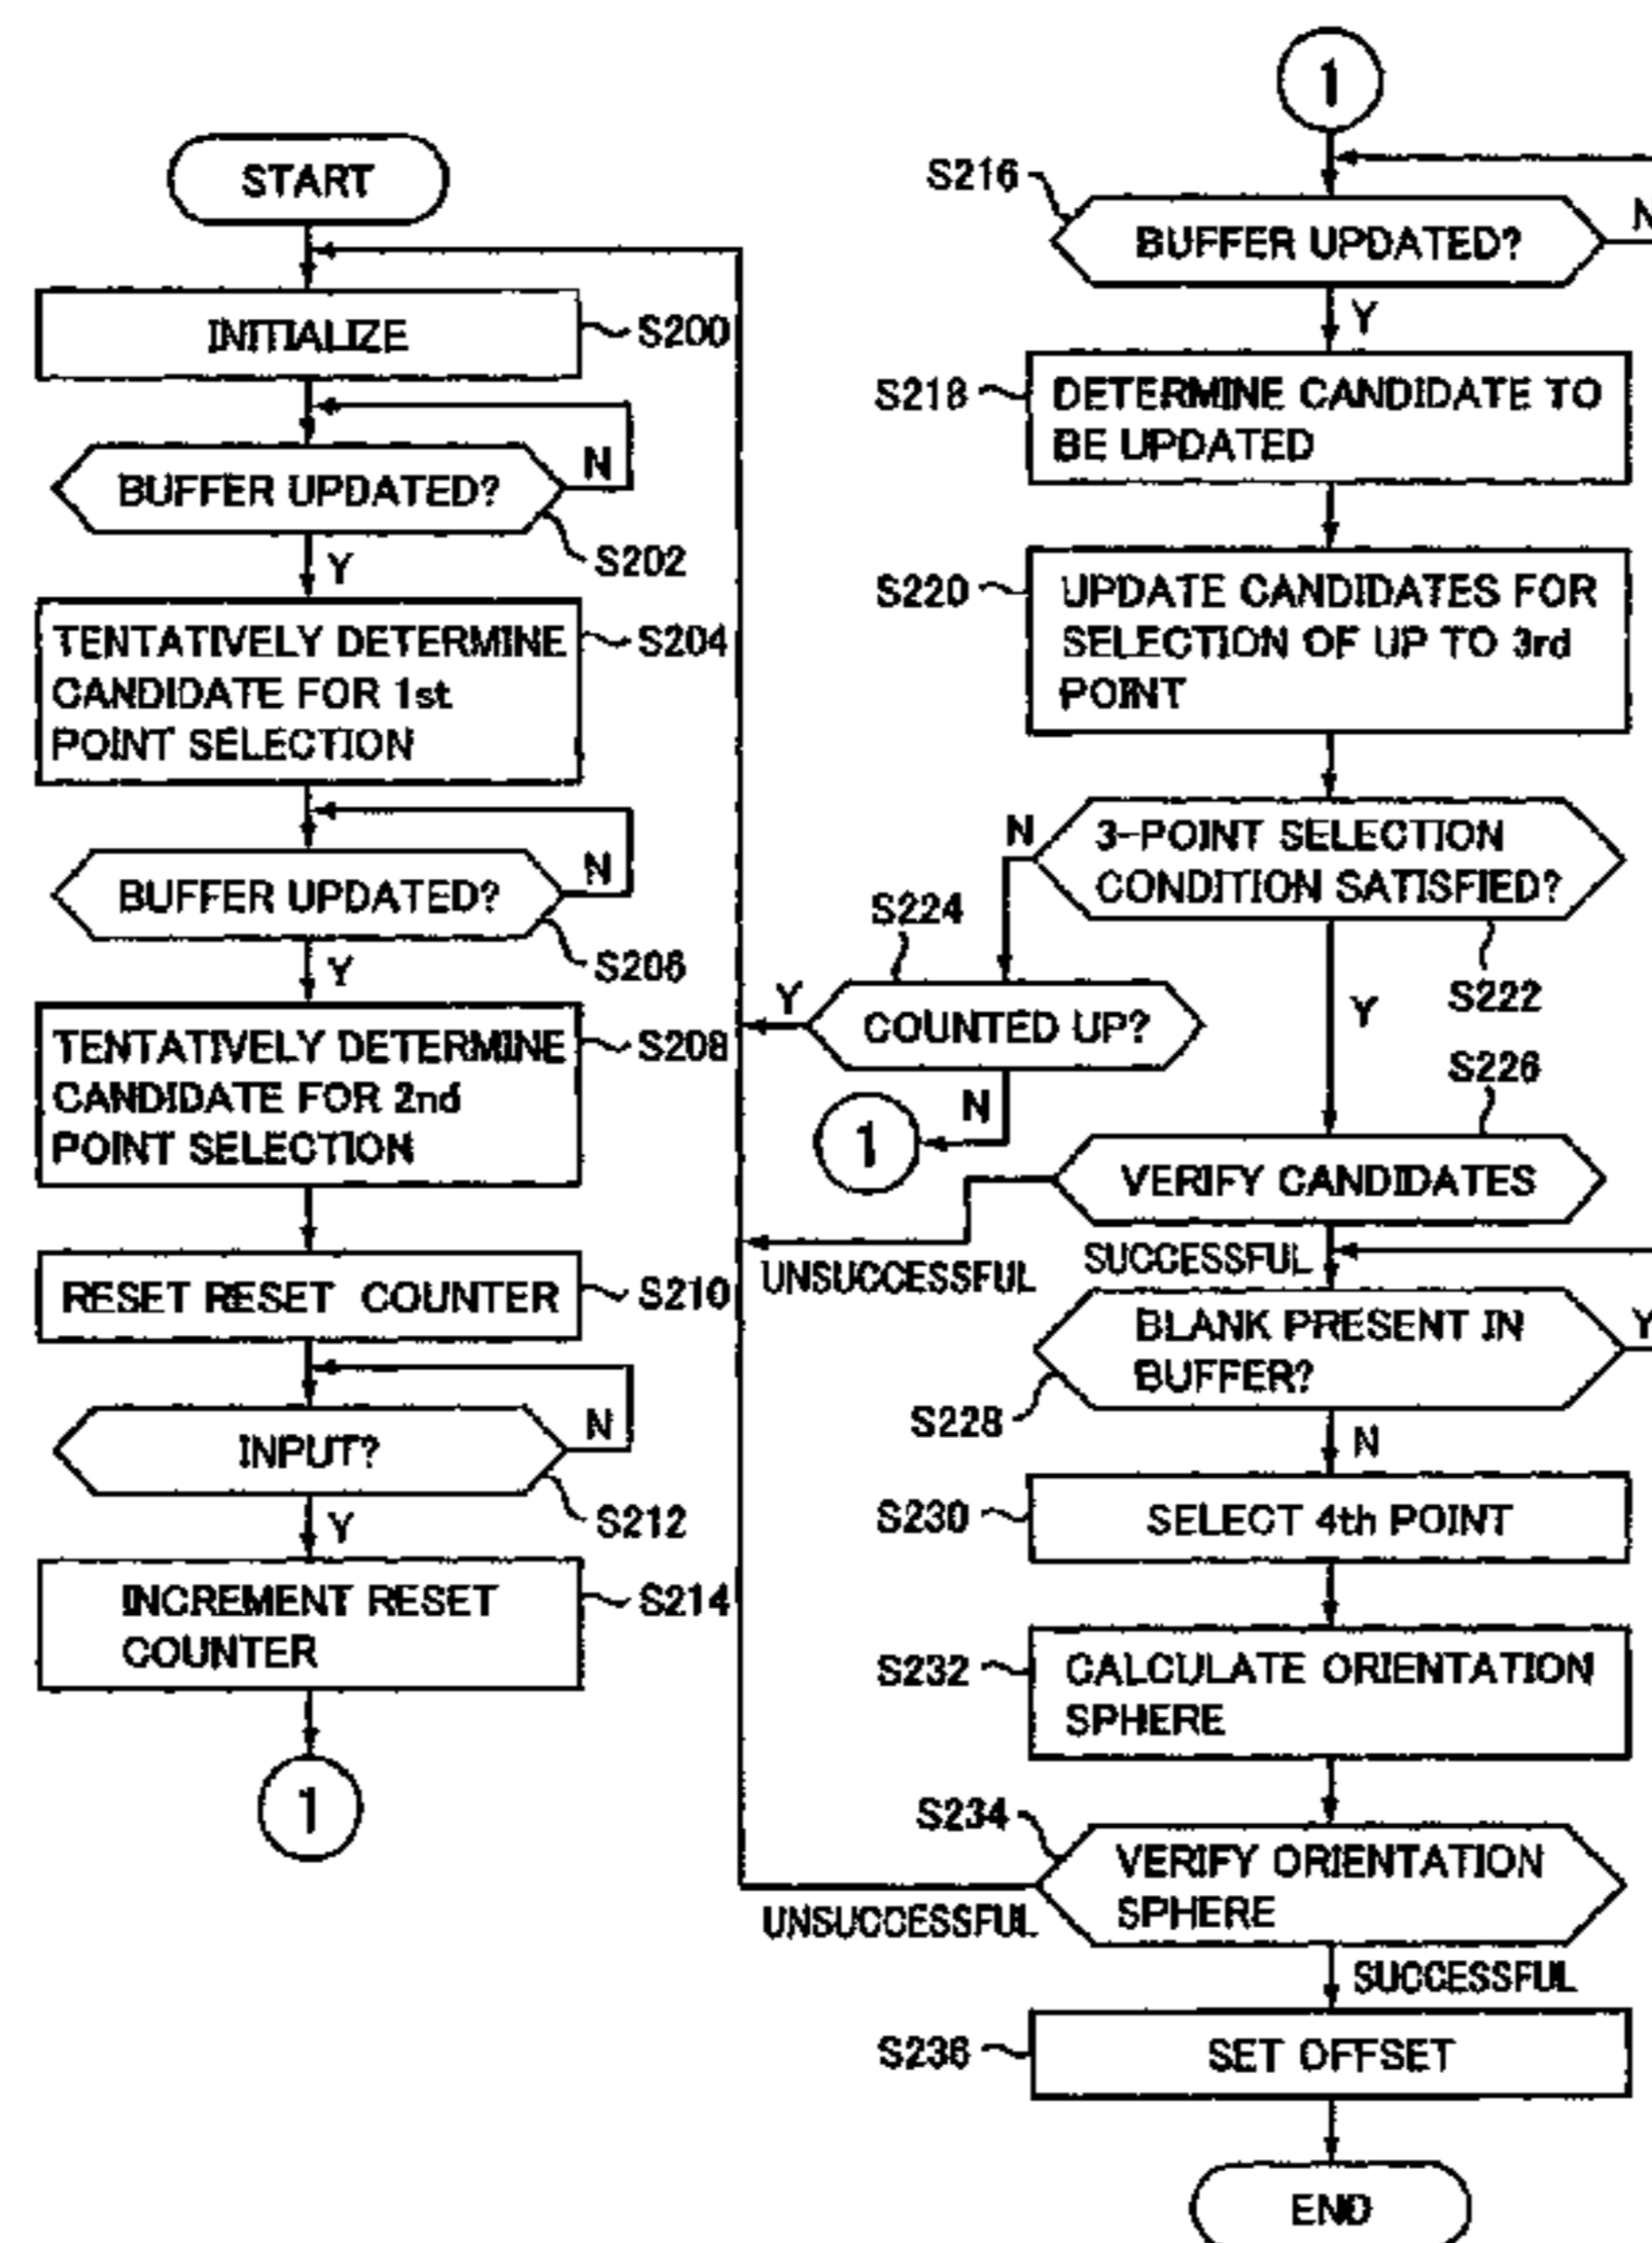 START
INITIALIZE
S200
BUFFER UPDATED?
N
S202
Y
TENTATIVELY DETERMINE
CANDIDATE FOR 1st
POINT SELECTION
S204
BUFFER UPDATED?
N
S206
Y
TENTATIVELY DETERMINE
CANDIDATE FOR 2nd
POINT SELECTION
S208
RESET RESET COUNTER
S210
INPUT?
N
S212
Y
INCREMENT RESET
COUNTER
S214
1
1
S216
BUFFER UPDATED?
N
Y
S218
DETERMINE CANDIDATE TO
BE UPDATED
S220
UPDATE CANDIDATES FOR
SELECTION OF UP TO 3rd
POINT
N
3-POINT SELECTION
CONDITION SATISFIED?
S222
S224
Y
COUNTED UP?
N
1
Y
S226
VERIFY CANDIDATES
UNSUCCESSFUL
SUCCESSFUL
BLANK PRESENT IN
BUFFER?
Y
S228
N
S230
SELECT 4th POINT
S232
CALCULATE ORIENTATION
SPHERE
S234
VERIFY ORIENTATION
SPHERE
UNSUCCESSFUL
SUCCESSFUL
S236
SET OFFSET
END